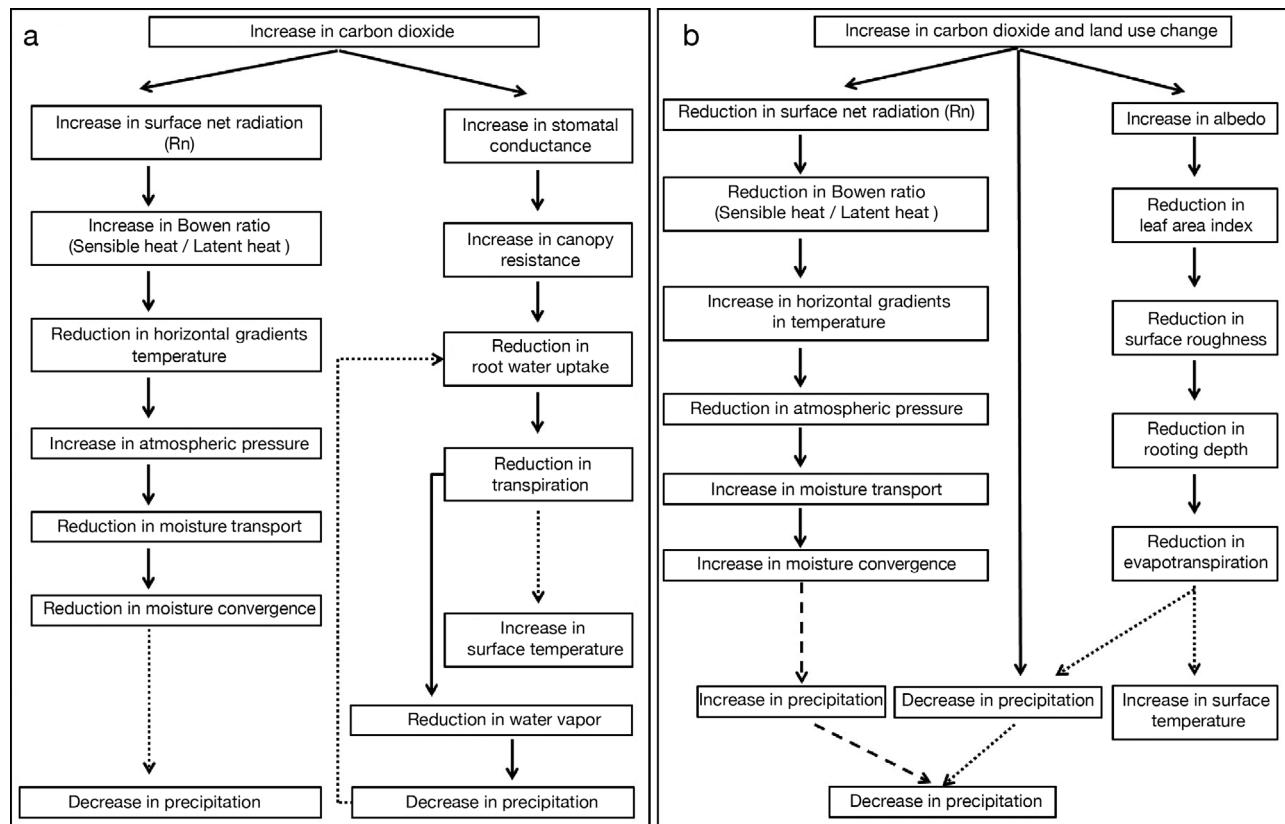 a
Increase in carbon dioxide
Increase in surface net radiation
(Rn)
Increase in Bowen ratio
(Sensible heat / Latent heat )
Reduction in horizontal gradients
temperature
Increase in atmospheric pressure
Reduction in moisture transport
Reduction in moisture convergence
Decrease in precipitation
Increase in stomatal
conductance
Increase in canopy
resistance
Reduction in
root water uptake
Reduction in
transpiration
Increase in
surface temperature
Reduction in water vapor
Decrease in precipitation
b
Increase in carbon dioxide and land use change
Reduction in surface net radiation (Rn)
Reduction in Bowen ratio
(Sensible heat / Latent heat )
Increase in horizontal gradients
in temperature
Reduction in atmospheric pressure
Increase in moisture transport
Increase in moisture convergence
Increase in precipitation
Decrease in precipitation
Increase in albedo
Reduction in
leaf area index
Reduction in
surface roughness
Reduction in
rooting depth
Reduction in
evapotranspiration
Increase in surface
temperature
Decrease in precipitation